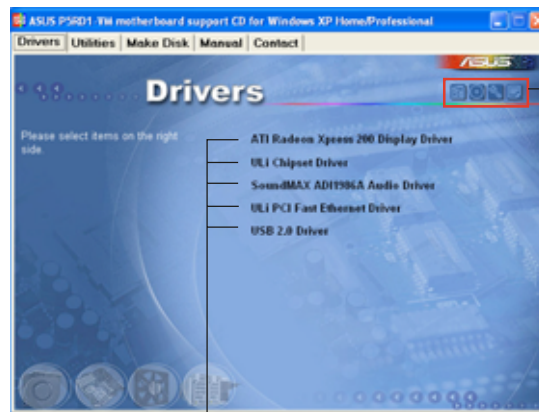 ASUS P5RD1-VM motherboard support CD for Windows XP Home/Professional
Drivers Utilities Make Disk Manual Contact
ASUS
Drivers
Please select items on the right
side.
ATI Radeon Xpress 200 Display Driver
ULi Chipset Driver
SoundMAX ADI1986A Audio Driver
ULi PCI Fast Ethernet Driver
USB 2.0 Driver